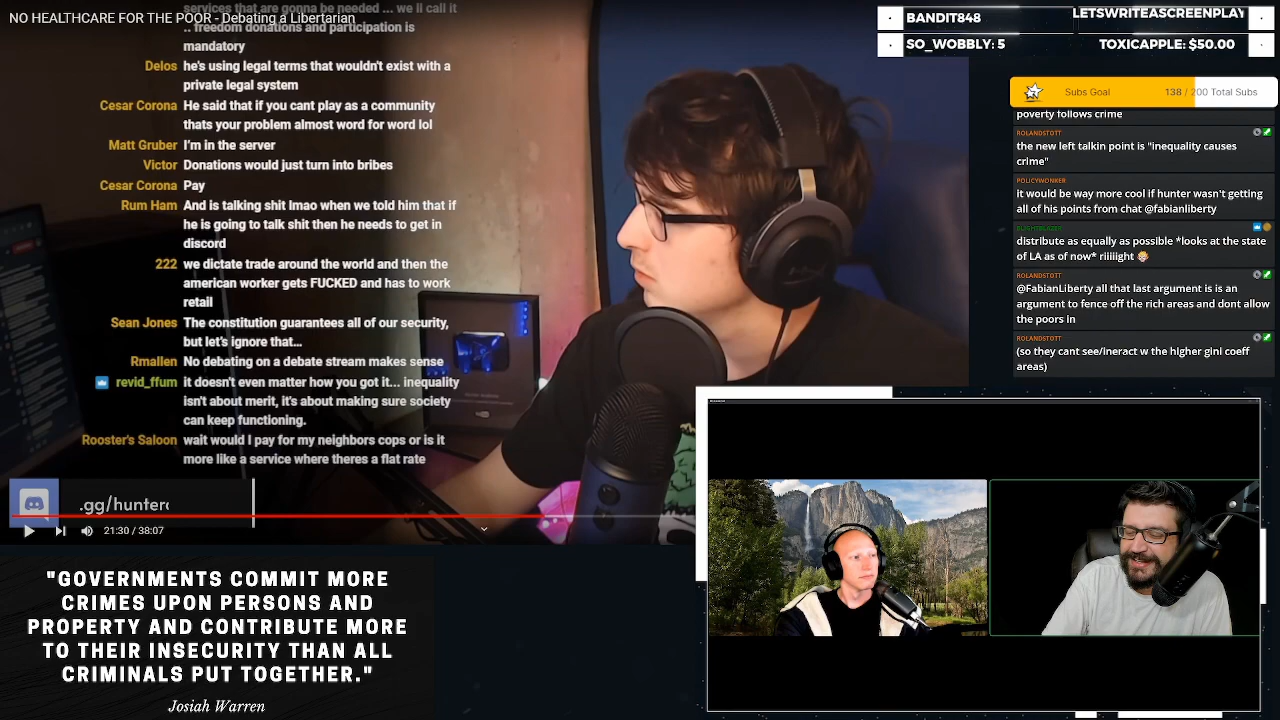 services that are gonna be needed ... we ll call it
NO HEALTHCARE FOR THE POOR - Debating a Libertarian
.. freedom donations and participation is
mandatory
Delos he's using legal terms that wouldn't exist with a
private legal system
Cesar Corona He said that if you cant play as a community
thats your problem almost word for word lol
Matt Gruber I'm in the server
Victor Donations would just turn into bribes
Cesar Corona Pay
Rum Ham And is talking shit lmao when we told him that if
he is going to talk shit then he needs to get in
discord
222 we dictate trade around the world and then the
american worker gets FUCKED and has to work
retail
Sean Jones The constitution guarantees all of our security,
but let's ignore that...
Rmallen No debating on a debate stream makes sense
revid_ffum it doesn't even matter how you got it... inequality
isn't about merit, it's about making sure society
can keep functioning.
Rooster's Saloon wait would I pay for my neighbors cops or is it
more like a service where theres a flat rate
.gg/hunter
21:30 / 38:07
"GOVERNMENTS COMMIT MORE
CRIMES UPON PERSONS AND
PROPERTY AND CONTRIBUTE MORE
TO THEIR INSECURITY THAN ALL
CRIMINALS PUT TOGETHER."
Josiah Warren
BANDIT848
LETSWRITEASCREENPLAY
SO_WOBBLY: 5
TOXICAPPLE: $50.00
Subs Goal 138 / 200 Total Subs
poverty follows crime
ROLANDSTOTT
the new left talkin point is "inequality causes
crime"
POLICYWONKER
it would be way more cool if hunter wasn't getting
all of his points from chat @fabianliberty
distribute as equally as possible *looks at the state
of LA as of now* riiiiight
ROLANDSTOTT
@FabianLiberty all that last argument is is an
argument to fence off the rich areas and dont allow
the poors in
ROLANDSTOTT
(so they cant see/ineract w the higher gini coeff
areas)